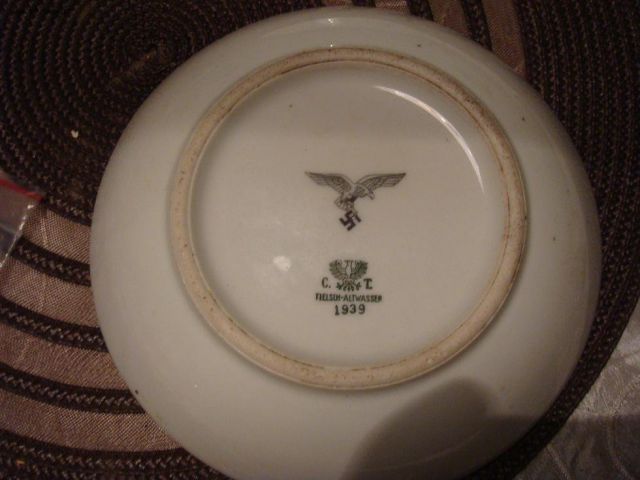 C. T.
TIELSCH-ALTWASSER
1939